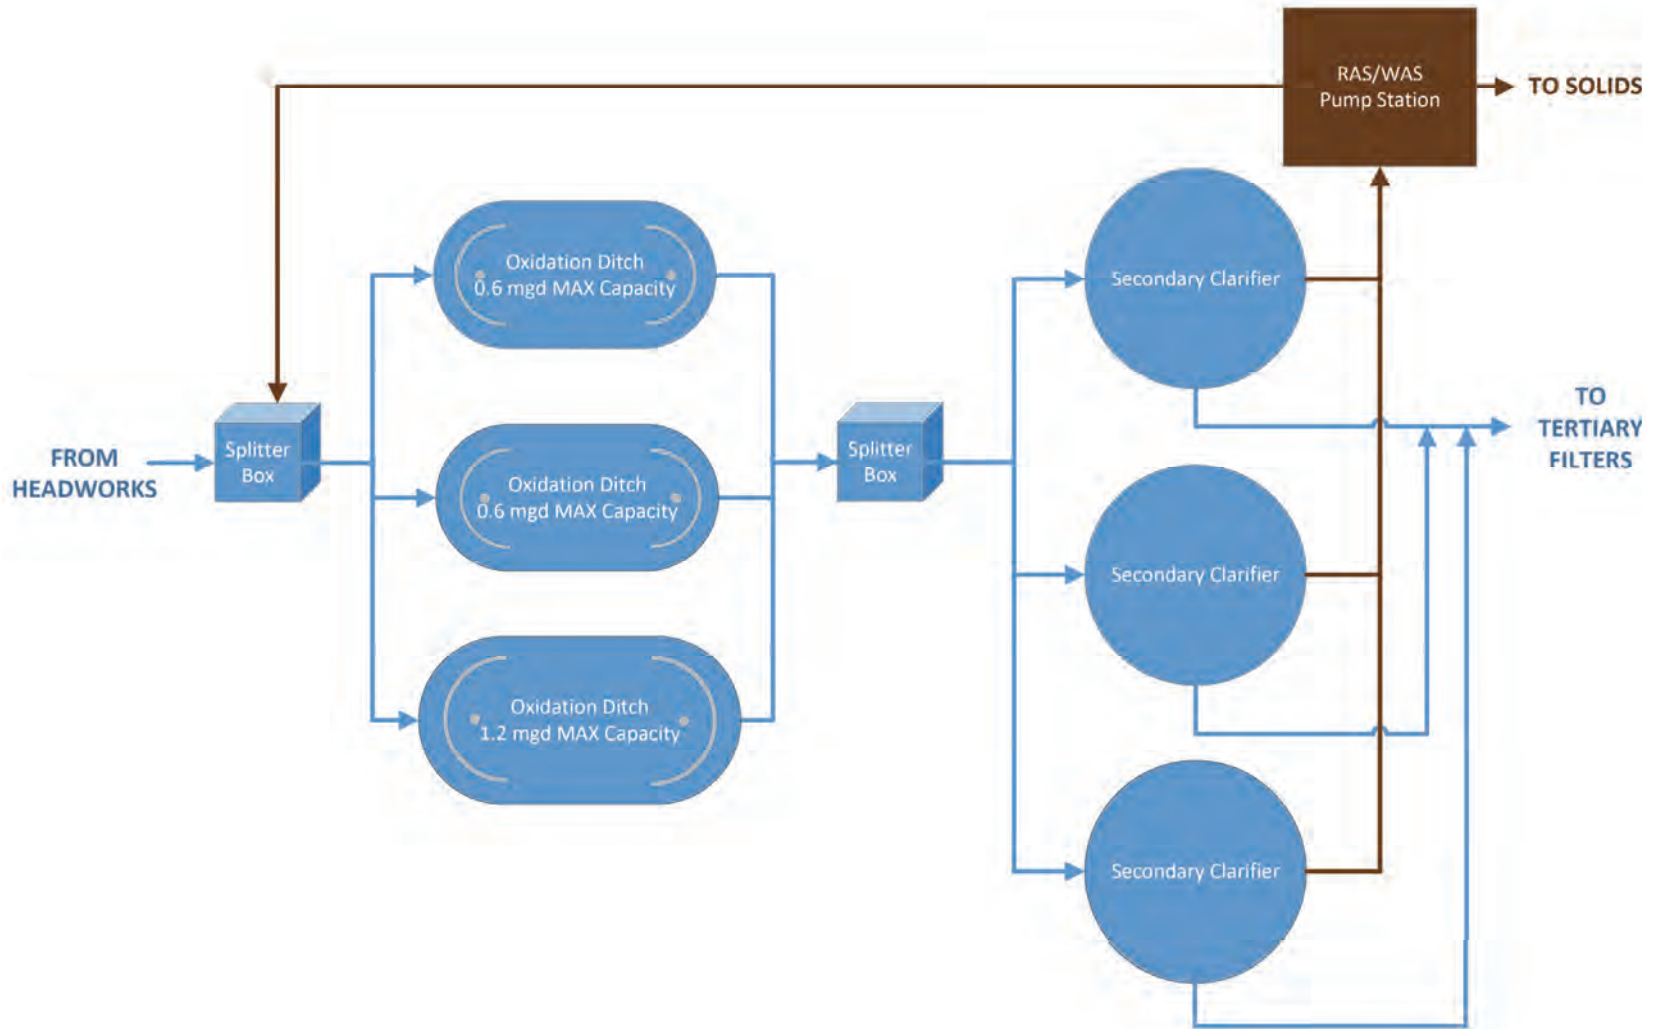 RAS/WAS
Pump Station
TO SOLIDS
Oxidation Ditch
0.6 mgd MAX Capacity
Secondary Clarifier
FROM
HEADWORKS
Splitter
Box
Oxidation Ditch
0.6 mgd MAX Capacity
Splitter
Box
TO
TERTIARY
FILTERS
Secondary Clarifier
Oxidation Ditch
1.2 mgd MAX Capacity
Secondary Clarifier